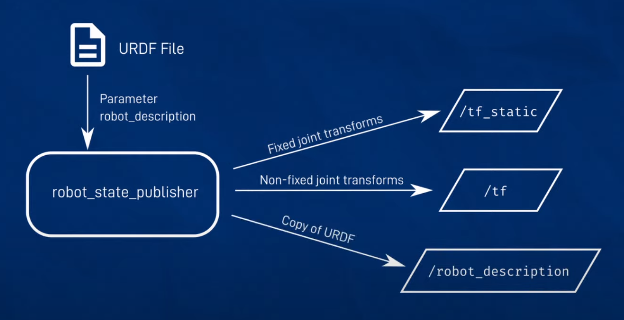 URDF File
Parameter
robot_description
robot_state_publisher
Fixed joint transforms
/tf_static
Non-fixed joint transforms
/tf
Copy of URDF
/robot_description